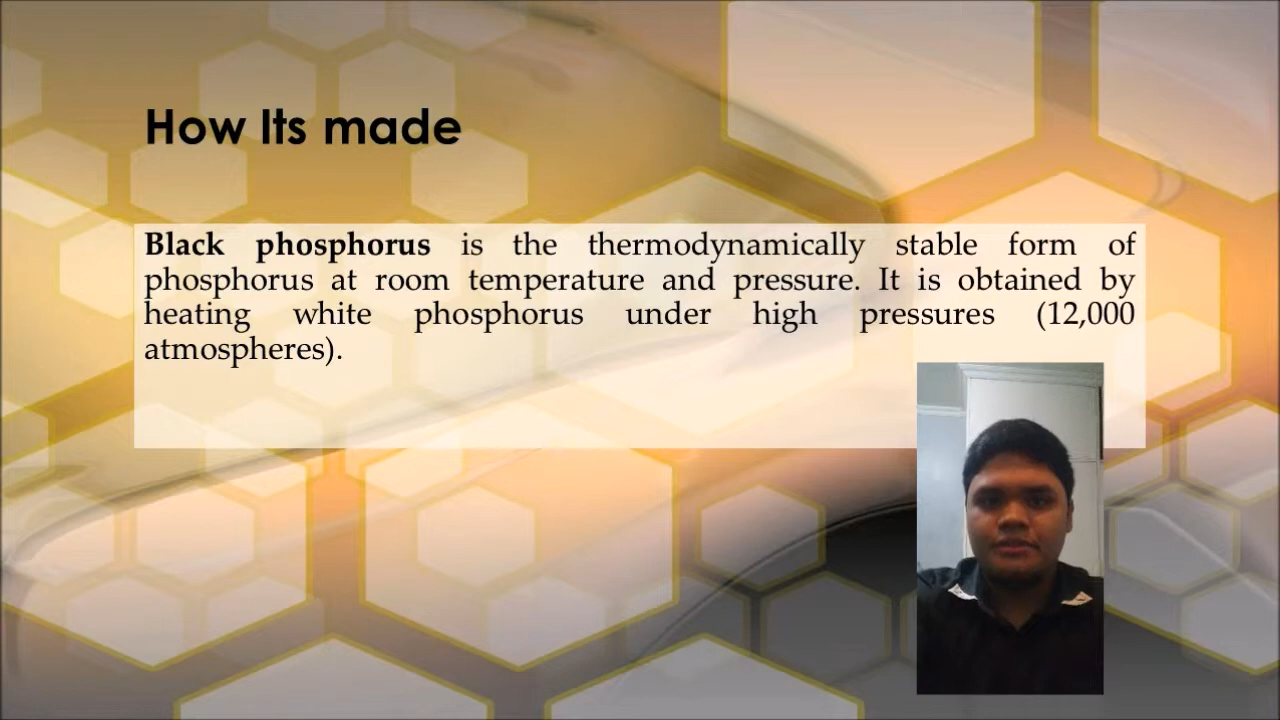 How Its made
Black phosphorus is the thermodynamically stable form of
phosphorus at room temperature and pressure. It is obtained by
heating white phosphorus under high pressures (12,000
atmospheres).